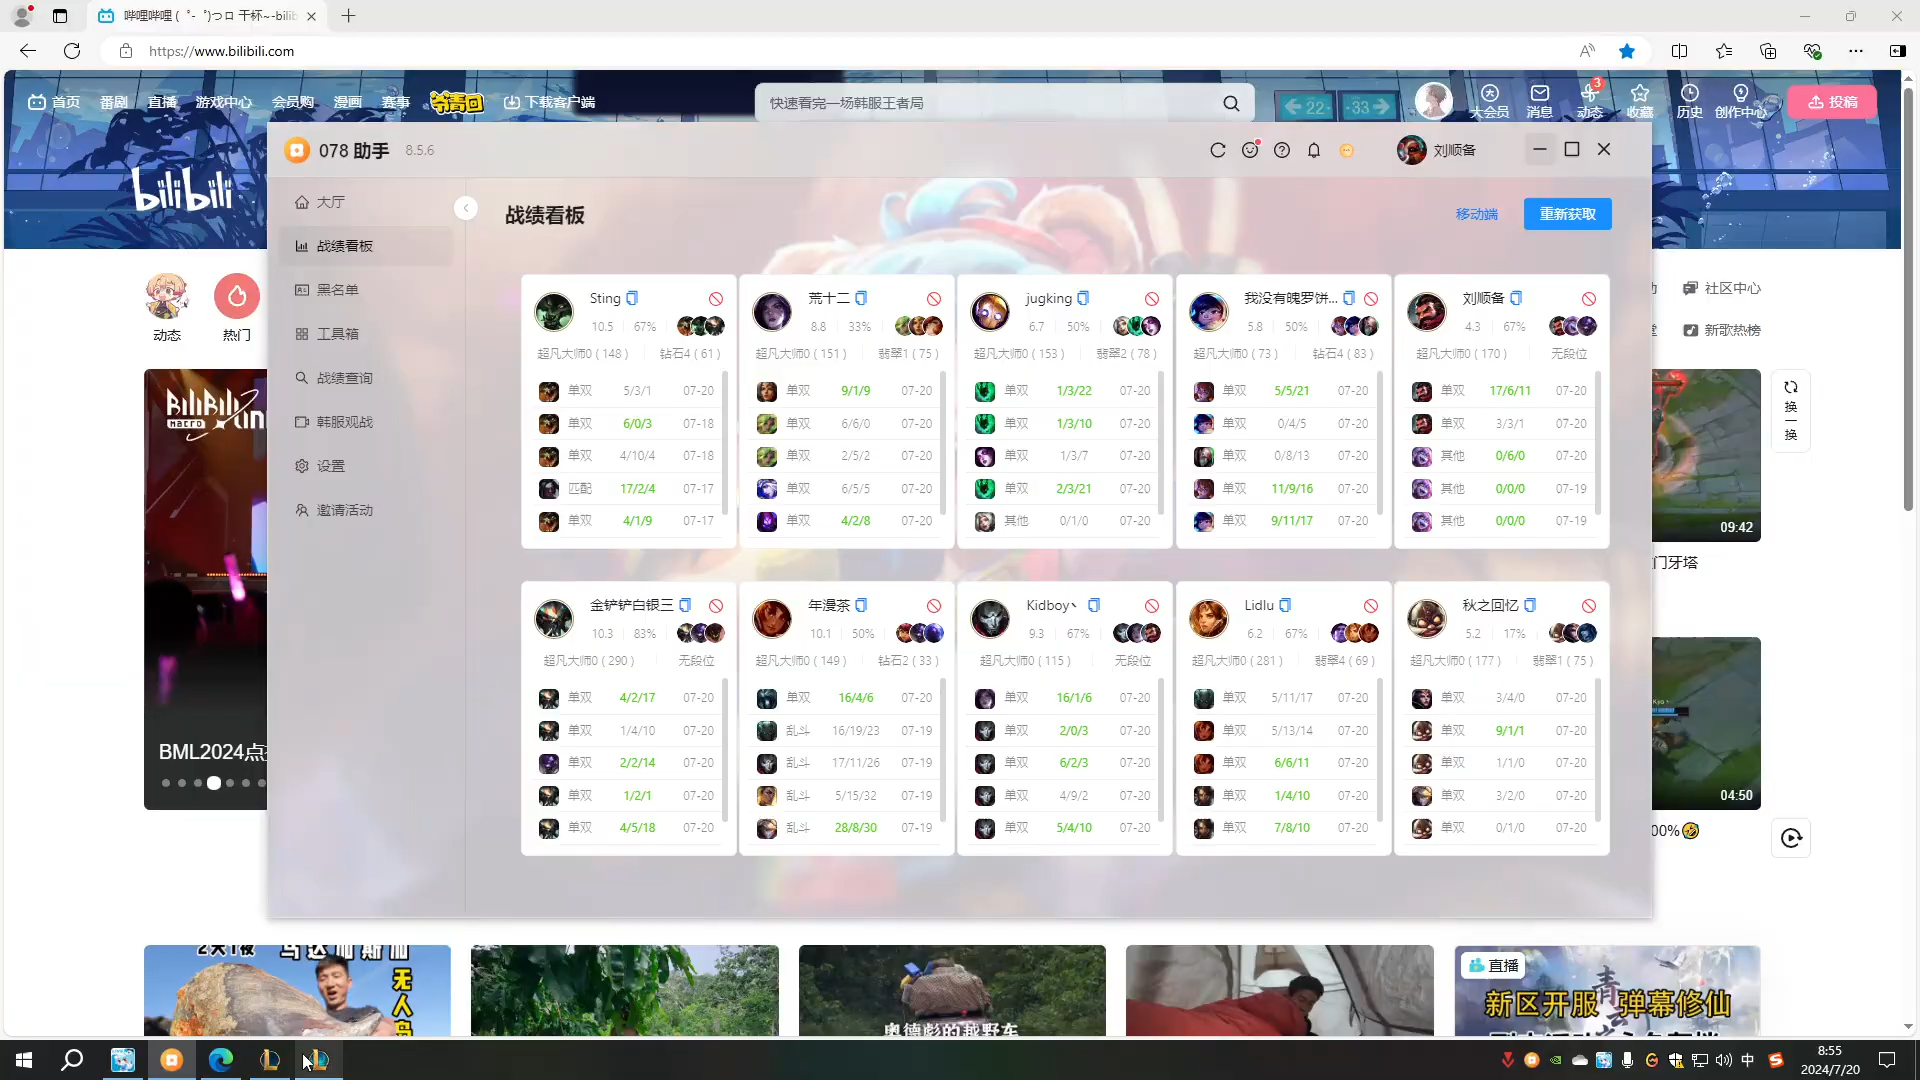 哔哩哔哩 (゜-゜)つロ 干杯~-bilib
https://www.bilibili.com
首页 番剧 直播 游戏中心 会员购 漫画 赛事 下载客户端
快速看完一场韩服王者局
22 33
大会员 消息 3 动态 收藏 历史 创作中心 投稿
bilibili
078 助手 8.5.6
刘顺备
大厅
战绩看板
黑名单
工具箱
战绩查询
韩服观战
设置
邀请活动
战绩看板
移动端 重新获取
动态
热门
社区中心
新歌热榜
Sting
10.5 67%
超凡大师0 ( 148 ) 钻石4 ( 61 )
单双 5/3/1 07-20
单双 6/0/3 07-18
单双 4/10/4 07-18
匹配 17/2/4 07-17
单双 4/1/9 07-17
荒十二
8.8 33%
超凡大师0 ( 151 ) 翡翠1 ( 75 )
单双 9/1/9 07-20
单双 6/6/0 07-20
单双 2/5/2 07-20
单双 6/5/5 07-20
单双 4/2/8 07-20
jugking
6.7 50%
超凡大师0 ( 153 ) 翡翠2 ( 78 )
单双 1/3/22 07-20
单双 1/3/10 07-20
单双 1/3/7 07-20
单双 2/3/21 07-20
其他 0/1/0 07-20
我没有魄罗饼...
5.8 50%
超凡大师0 ( 73 ) 钻石4 ( 83 )
单双 5/5/21 07-20
单双 0/4/5 07-20
单双 0/8/13 07-20
单双 11/9/16 07-20
单双 9/11/17 07-20
刘顺备
4.3 67%
超凡大师0 ( 170 ) 无段位
单双 17/6/11 07-20
单双 3/3/1 07-20
其他 0/6/0 07-20
其他 0/0/0 07-19
其他 0/0/0 07-19
金铲铲白银三
10.3 83%
超凡大师0 ( 290 ) 无段位
单双 4/2/17 07-20
单双 1/4/10 07-20
单双 2/2/14 07-20
单双 1/2/1 07-20
单双 4/5/18 07-20
年漫茶
10.1 50%
超凡大师0 ( 149 ) 钻石2 ( 33 )
单双 16/4/6 07-20
乱斗 16/19/23 07-19
乱斗 17/11/26 07-19
乱斗 5/15/32 07-19
乱斗 28/8/30 07-19
Kidboy丶
9.3 67%
超凡大师0 ( 115 ) 无段位
单双 16/1/6 07-20
单双 2/0/3 07-20
单双 6/2/3 07-20
单双 4/9/2 07-20
单双 5/4/10 07-20
Lidlu
6.2 67%
超凡大师0 ( 281 ) 翡翠4 ( 69 )
单双 5/11/17 07-20
单双 5/13/14 07-20
单双 6/6/11 07-20
单双 1/4/10 07-20
单双 7/8/10 07-20
秋之回忆
5.2 17%
超凡大师0 ( 177 ) 翡翠1 ( 75 )
单双 3/4/0 07-20
单双 9/1/1 07-20
单双 1/1/0 07-20
单双 3/2/0 07-20
单双 0/1/0 07-20
换一换
09:42
门牙塔
BML2024点
04:50
00%🤣
无人岛
奥德彪的越野车
直播
新区开服 弹幕修仙
中
8:55
2024/7/20